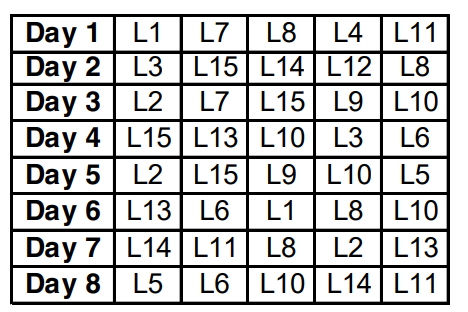 Day 1 L1 L7 L8 L4 L11
Day 2 L3 L15 L14 L12 L8
Day 3 L2 L7 L15 L9 L10
Day 4 L15 L13 L10 L3 L6
Day 5 L2 L15 L9 L10 L5
Day 6 L13 L6 L1 L8 L10
Day 7 L14 L11 L8 L2 L13
Day 8 L5 L6 L10 L14 L11